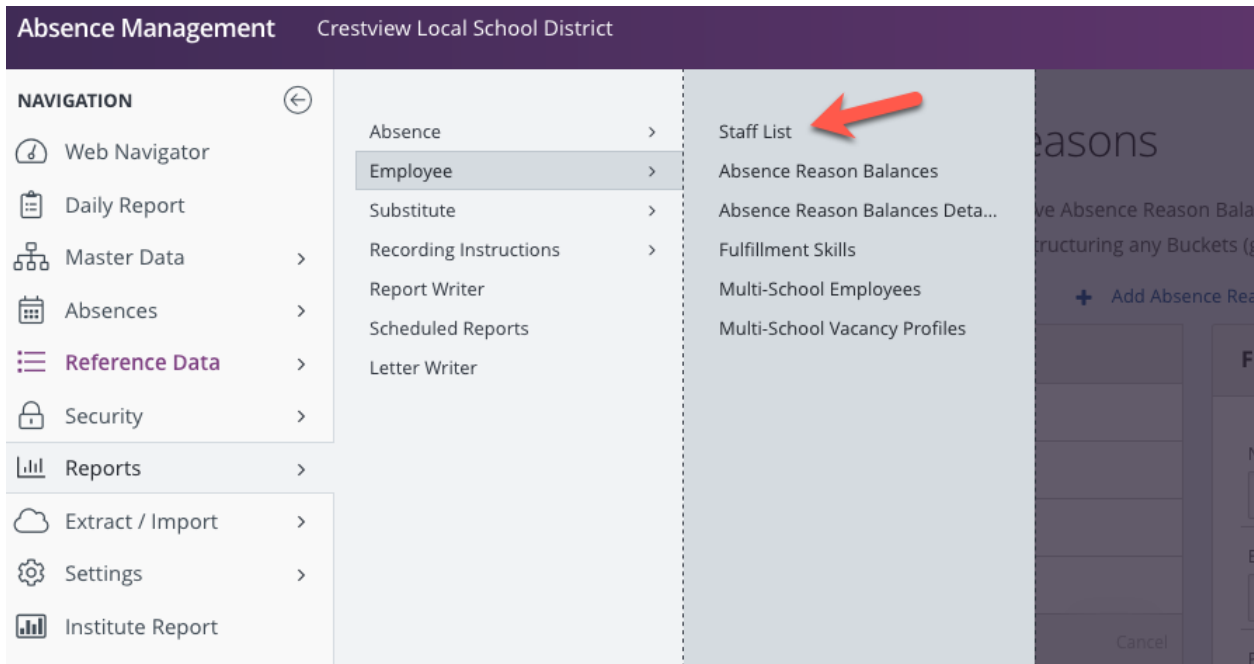 Absence Management Crestview Local School District
NAVIGATION
Web Navigator
Daily Report
Master Data
Absences
Reference Data
Security
Reports
Extract / Import
Settings
Institute Report
Absence
Employee
Substitute
Recording Instructions
Report Writer
Scheduled Reports
Letter Writer
Staff List
Absence Reason Balances
Absence Reason Balances Deta...
Fulfillment Skills
Multi-School Employees
Multi-School Vacancy Profiles
easons
ve Absence Reason Bala
tructuring any Buckets (g
Add Absence Rea
F
Cancel